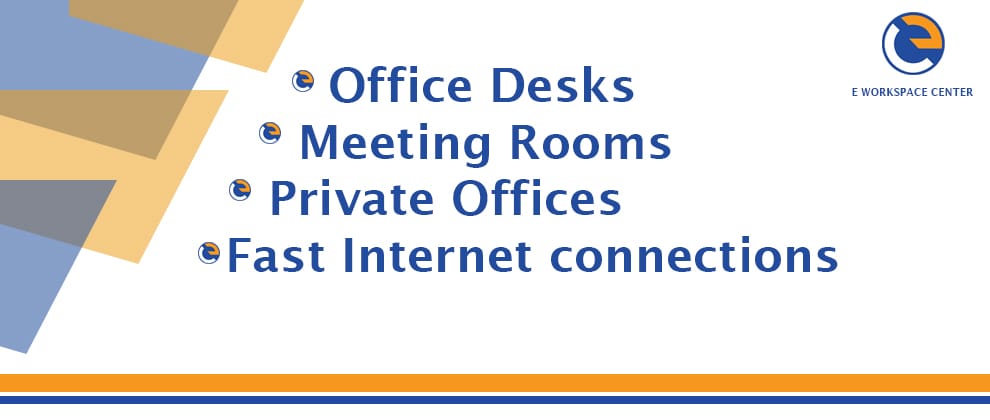 Office Desks
E WORKSPACE CENTER
Meeting Rooms
Private Offices
Fast Internet connections